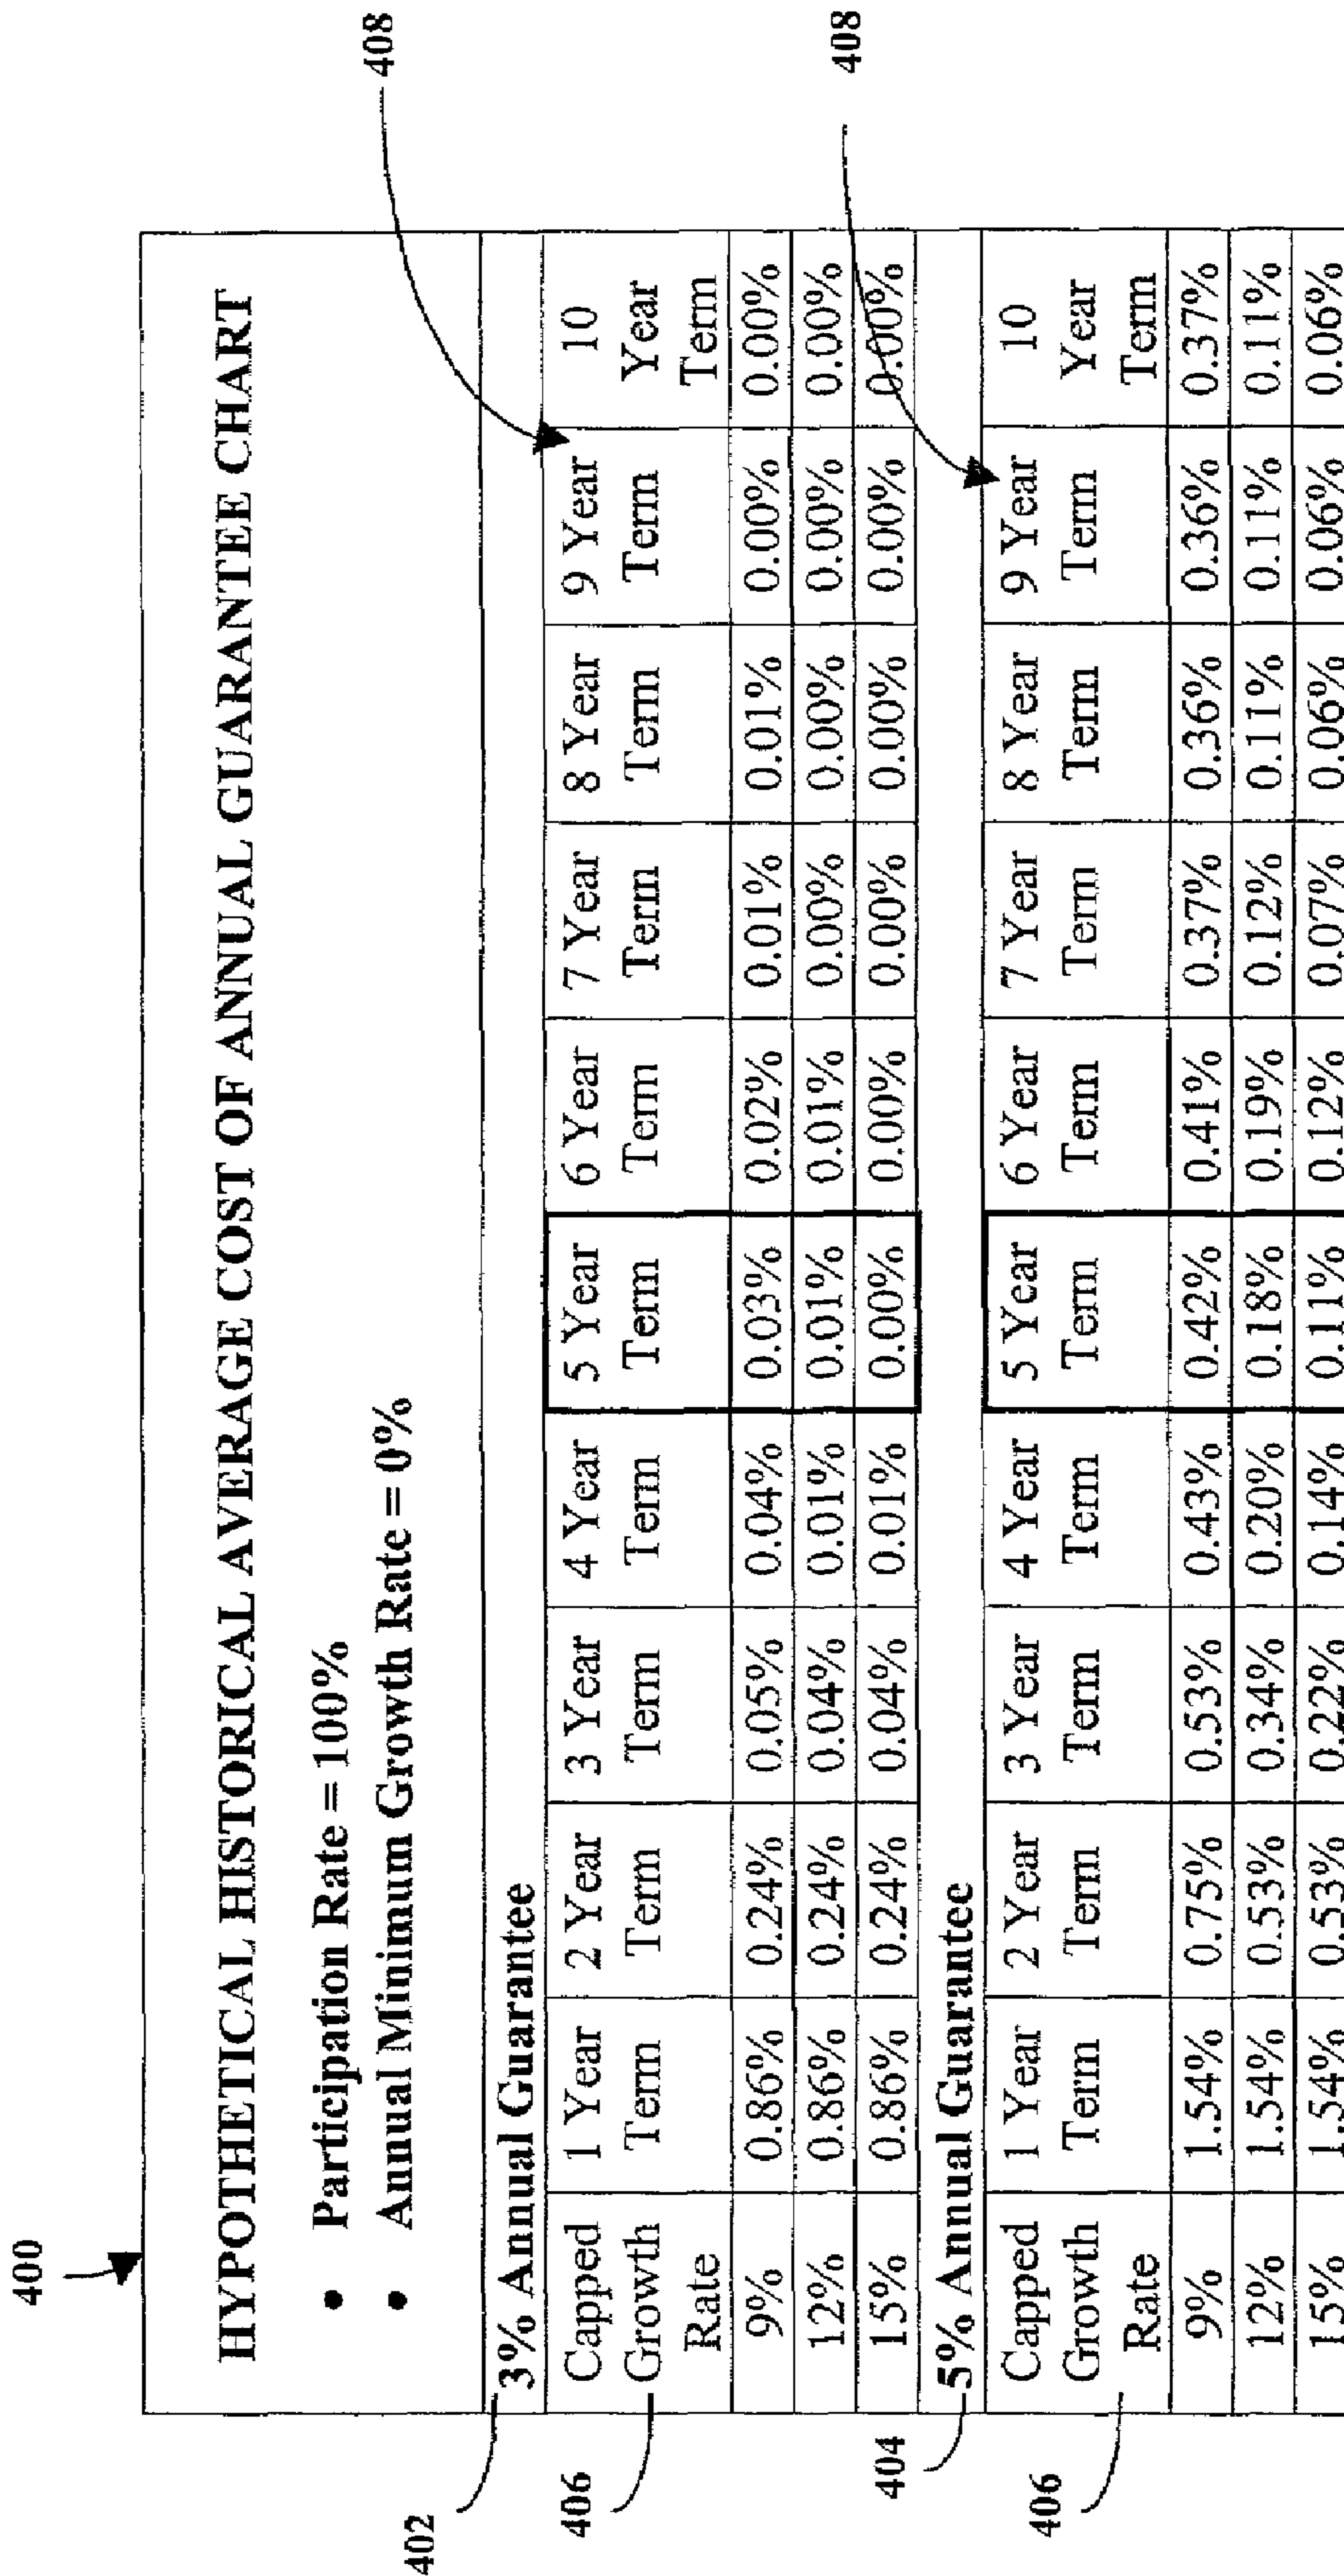 400
HYPOTHETICAL HISTORICAL AVERAGE COST OF ANNUAL GUARANTEE CHART
• Participation Rate = 100%
• Annual Minimum Growth Rate = 0%
408
402
3% Annual Guarantee
406
Capped Growth Rate 1 Year Term 2 Year Term 3 Year Term 4 Year Term 5 Year Term 6 Year Term 7 Year Term 8 Year Term 9 Year Term 10 Year Term
9% 0.86% 0.24% 0.05% 0.04% 0.03% 0.02% 0.01% 0.01% 0.00% 0.00%
12% 0.86% 0.24% 0.04% 0.01% 0.01% 0.01% 0.00% 0.00% 0.00% 0.00%
15% 0.86% 0.24% 0.04% 0.01% 0.00% 0.00% 0.00% 0.00% 0.00% 0.00%
408
404
5% Annual Guarantee
406
Capped Growth Rate 1 Year Term 2 Year Term 3 Year Term 4 Year Term 5 Year Term 6 Year Term 7 Year Term 8 Year Term 9 Year Term 10 Year Term
9% 1.54% 0.75% 0.53% 0.43% 0.42% 0.41% 0.37% 0.36% 0.36% 0.37%
12% 1.54% 0.53% 0.34% 0.20% 0.18% 0.19% 0.12% 0.11% 0.11% 0.11%
15% 1.54% 0.53% 0.22% 0.14% 0.11% 0.12% 0.07% 0.06% 0.06% 0.06%